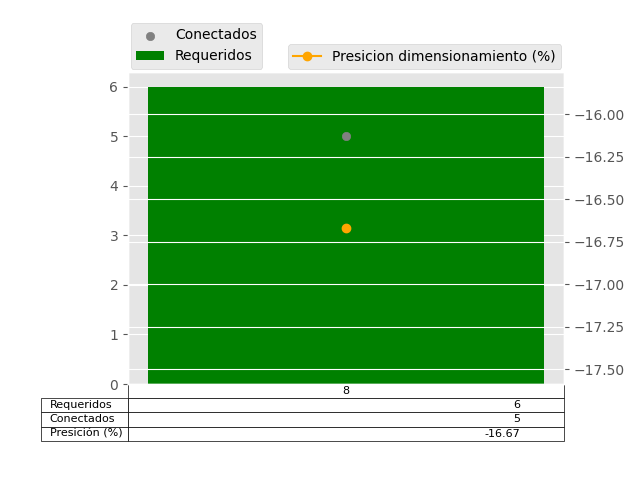 Conectados
Requeridos
Presicion dimensionamiento (%)
6
5
4
3
2
1
0
−16.00
−16.25
−16.50
−16.75
−17.00
−17.25
−17.50
8
Requeridos 6
Conectados 5
Presición (%) -16.67